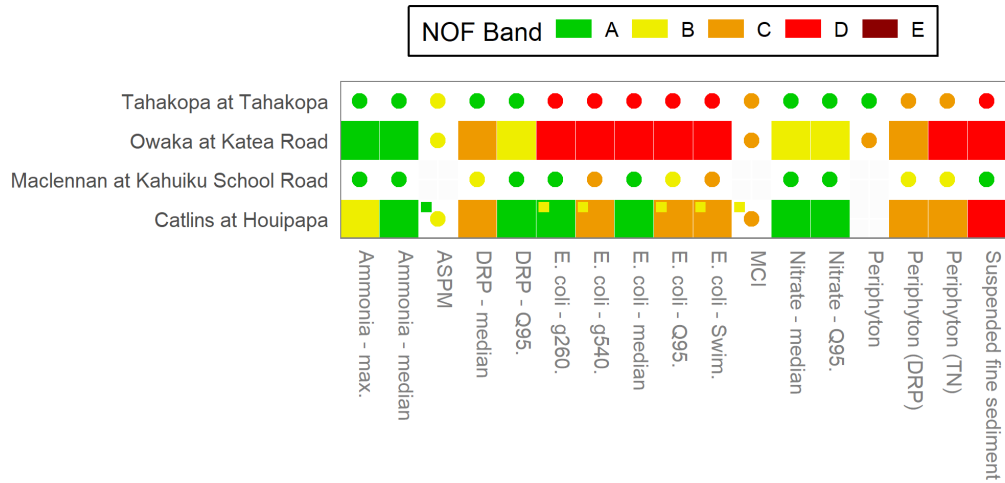 NOF Band A B C D E
Tahakopa at Tahakopa
Owaka at Katea Road
Maclennan at Kahuiku School Road
Catlins at Houipapa
Ammonia - max.
Ammonia - median
ASPM
DRP - median
DRP - Q95.
E. coli - g260.
E. coli - g540.
E. coli - median
E. coli - Q95.
E. coli - Swim.
MCI
Nitrate - median
Nitrate - Q95.
Periphyton
Periphyton (DRP)
Periphyton (TN)
Suspended fine sediment